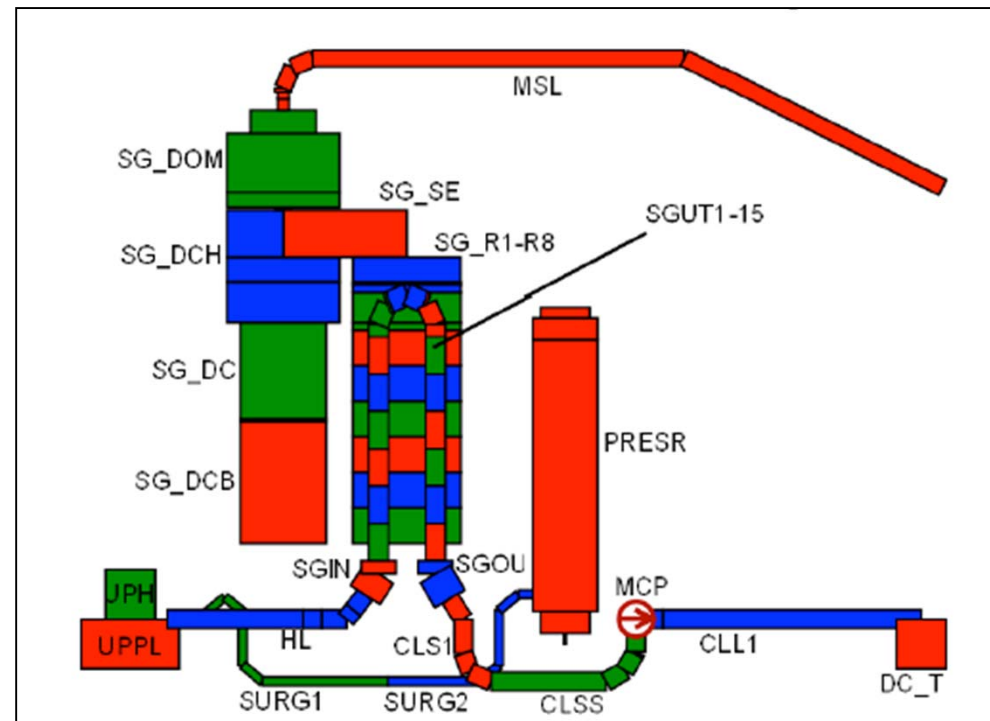 MSL
SG_DOM
SG_SE
SGUT1-15
SG_DCH
SG_R1-R8
SG_DC
PRESR
SG_DCB
SGIN
SGOU
MCP
UPH
UPPL
HL
CLS1
CLL1
SURG1
SURG2
CLSS
DC_T